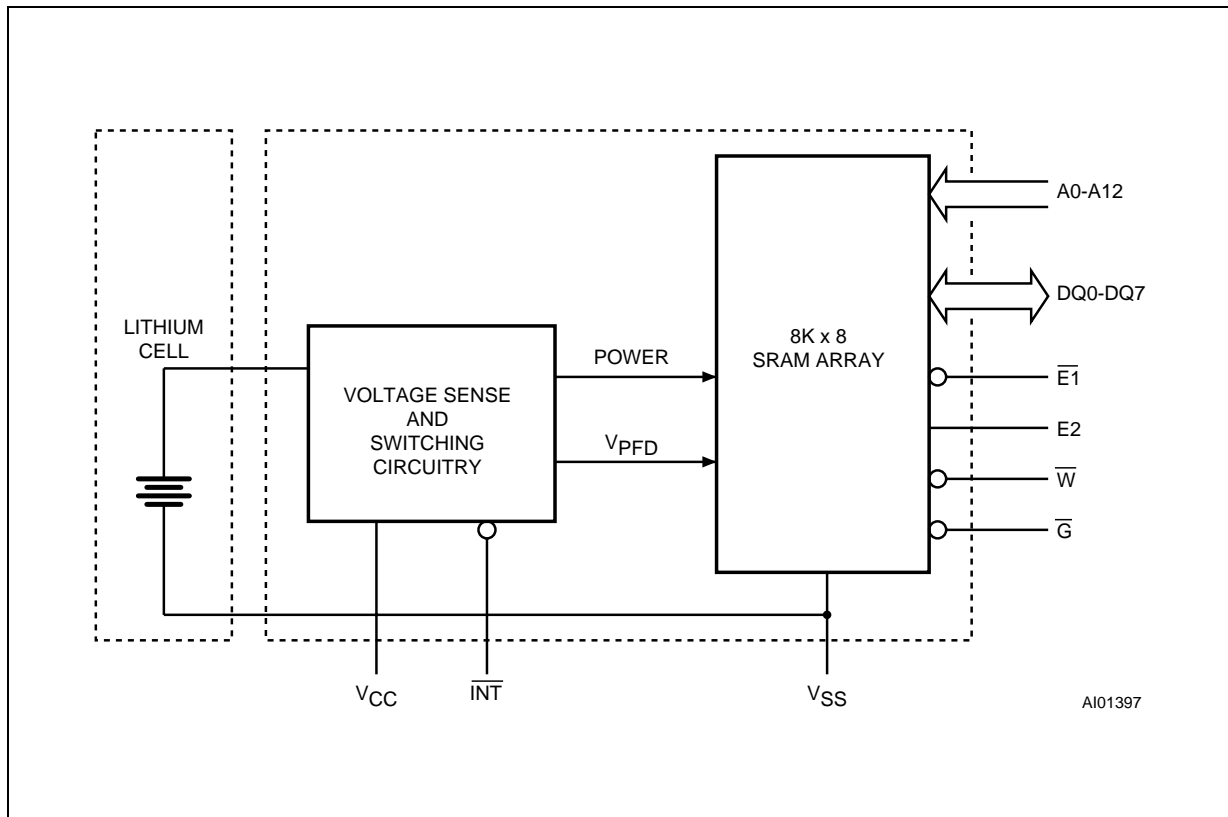 A0-A12
DQ0-DQ7
LITHIUM
CELL
VOLTAGE SENSE
AND
SWITCHING
CIRCUITRY
POWER
VPFD
8K x 8
SRAM ARRAY
E1
E2
W
G
VCC
INT
VSS
AI01397